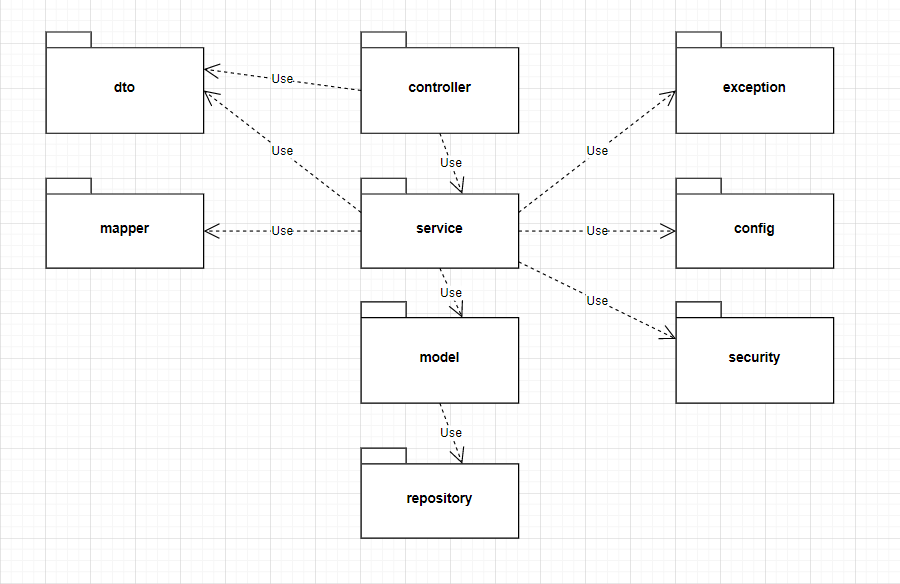 dto
controller
exception
Use
Use
Use
Use
mapper
service
config
Use
Use
Use
Use
model
security
Use
repository